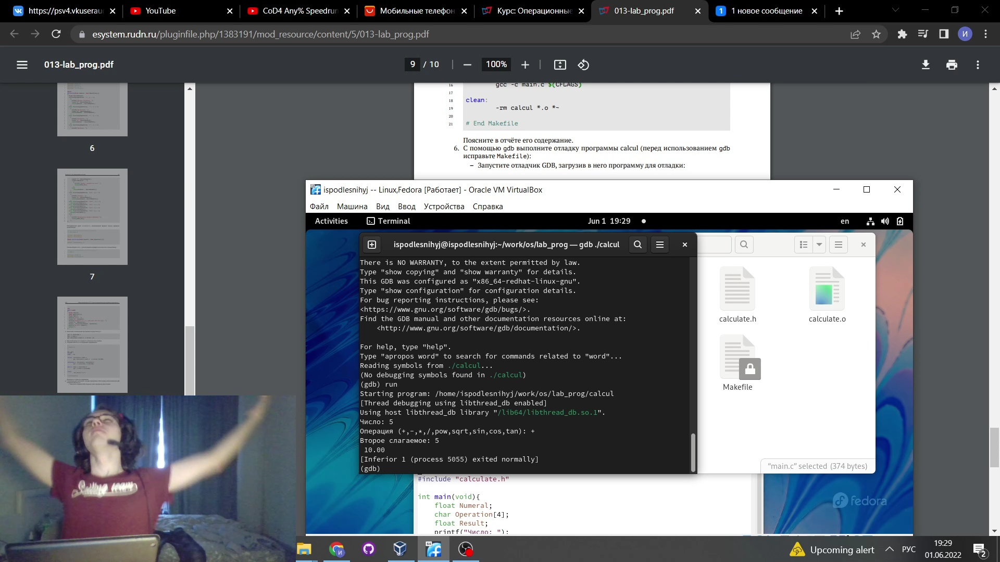 https://psv4.vkuserau
YouTube
CoD4 Any% Speedrun
Мобильные телефон
Курс: Операционные
013-lab_prog.pdf
1 новое сообщение
esystem.rudn.ru/pluginfile.php/1383191/mod_resource/content/5/013-lab_prog.pdf
И
013-lab_prog.pdf
9 / 10
100%
6
7
16 gcc -c main.c $(CFLAGS)
17
18 clean:
19 -rm calcul *.o *~
20
21 # End Makefile
Поясните в отчёте его содержание.
6. С помощью gdb выполните отладку программы calcul (перед использованием gdb
исправьте Makefile):
– Запустите отладчик GDB, загрузив в него программу для отладки:
ispodlesnihyj -- Linux,Fedora [Работает] - Oracle VM VirtualBox
Файл Машина Вид Ввод Устройства Справка
Activities Terminal Jun 1 19:29 en
ispodlesnihyj@ispodlesnihyj:~/work/os/lab_prog — gdb ./calcul
There is NO WARRANTY, to the extent permitted by law.
Type "show copying" and "show warranty" for details.
This GDB was configured as "x86_64-redhat-linux-gnu".
Type "show configuration" for configuration details.
For bug reporting instructions, please see:
<https://www.gnu.org/software/gdb/bugs/>.
Find the GDB manual and other documentation resources online at:
<http://www.gnu.org/software/gdb/documentation/>.
For help, type "help".
Type "apropos word" to search for commands related to "word"...
Reading symbols from ./calcul...
(No debugging symbols found in ./calcul)
(gdb) run
Starting program: /home/ispodlesnihyj/work/os/lab_prog/calcul
[Thread debugging using libthread_db enabled]
Using host libthread_db library "/lib64/libthread_db.so.1".
Число: 5
Операция (+,-,*,/,pow,sqrt,sin,cos,tan): +
Второе слагаемое: 5
10.00
[Inferior 1 (process 5055) exited normally]
(gdb)
calculate.h
calculate.o
Makefile
"main.c" selected (374 bytes)
#include "calculate.h"
int main(void){
float Numeral;
char Operation[4];
float Result;
printf("Число: ");
fedora
Upcoming alert
РУС
19:29
01.06.2022
2